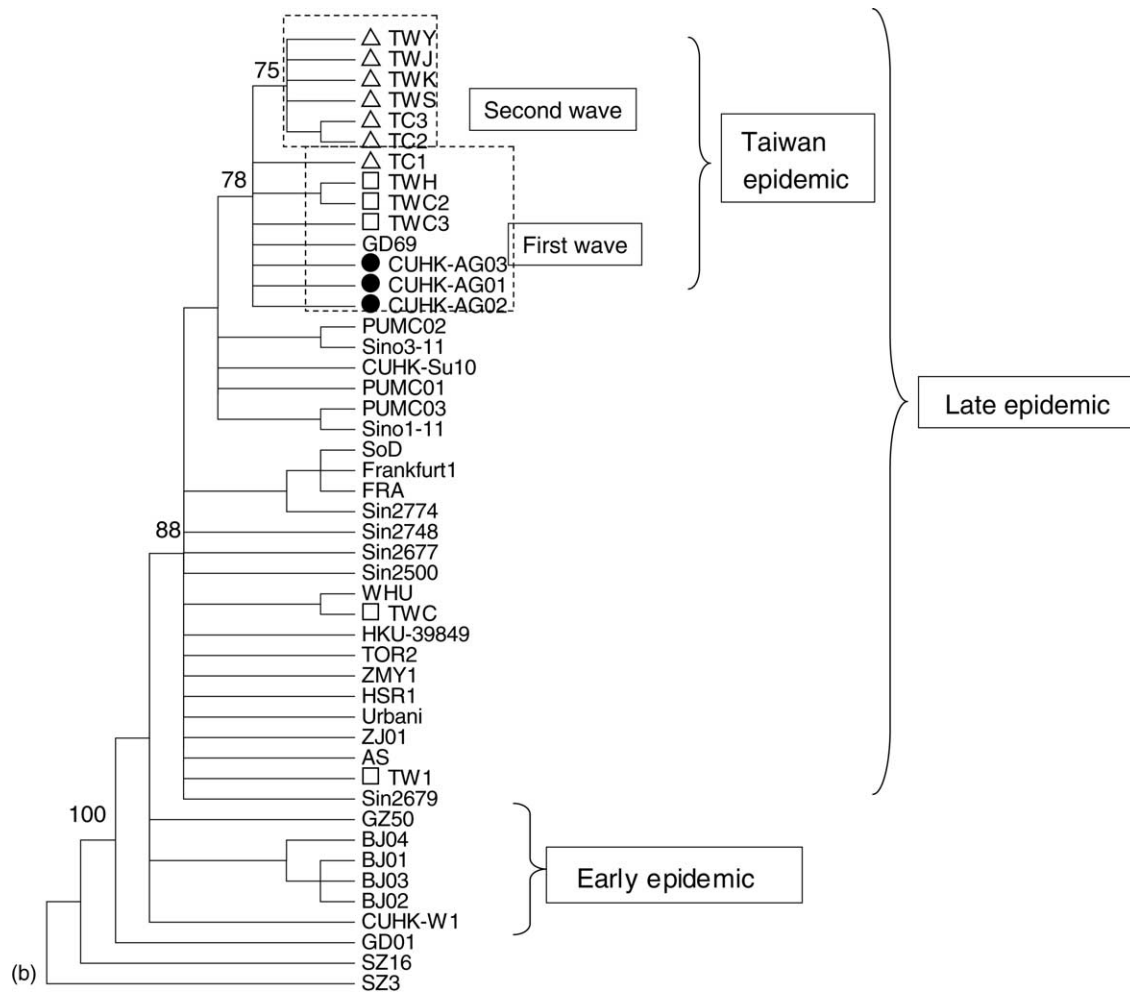 75
78
88
100
(b)
TWY
TWJ
TWK
TWS
TC3
TC2
TC1
TWH
TWC2
TWC3
GD69
CUHK-AG03
CUHK-AG01
CUHK-AG02
PUMC02
Sino3-11
CUHK-Su10
PUMC01
PUMC03
Sino1-11
SoD
Frankfurt1
FRA
Sin2774
Sin2748
Sin2677
Sin2500
WHU
TWC
HKU-39849
TOR2
ZMY1
HSR1
Urbani
ZJ01
AS
TW1
Sin2679
GZ50
BJ04
BJ01
BJ03
BJ02
CUHK-W1
GD01
SZ16
SZ3
Second wave
First wave
Taiwan
epidemic
Late epidemic
Early epidemic